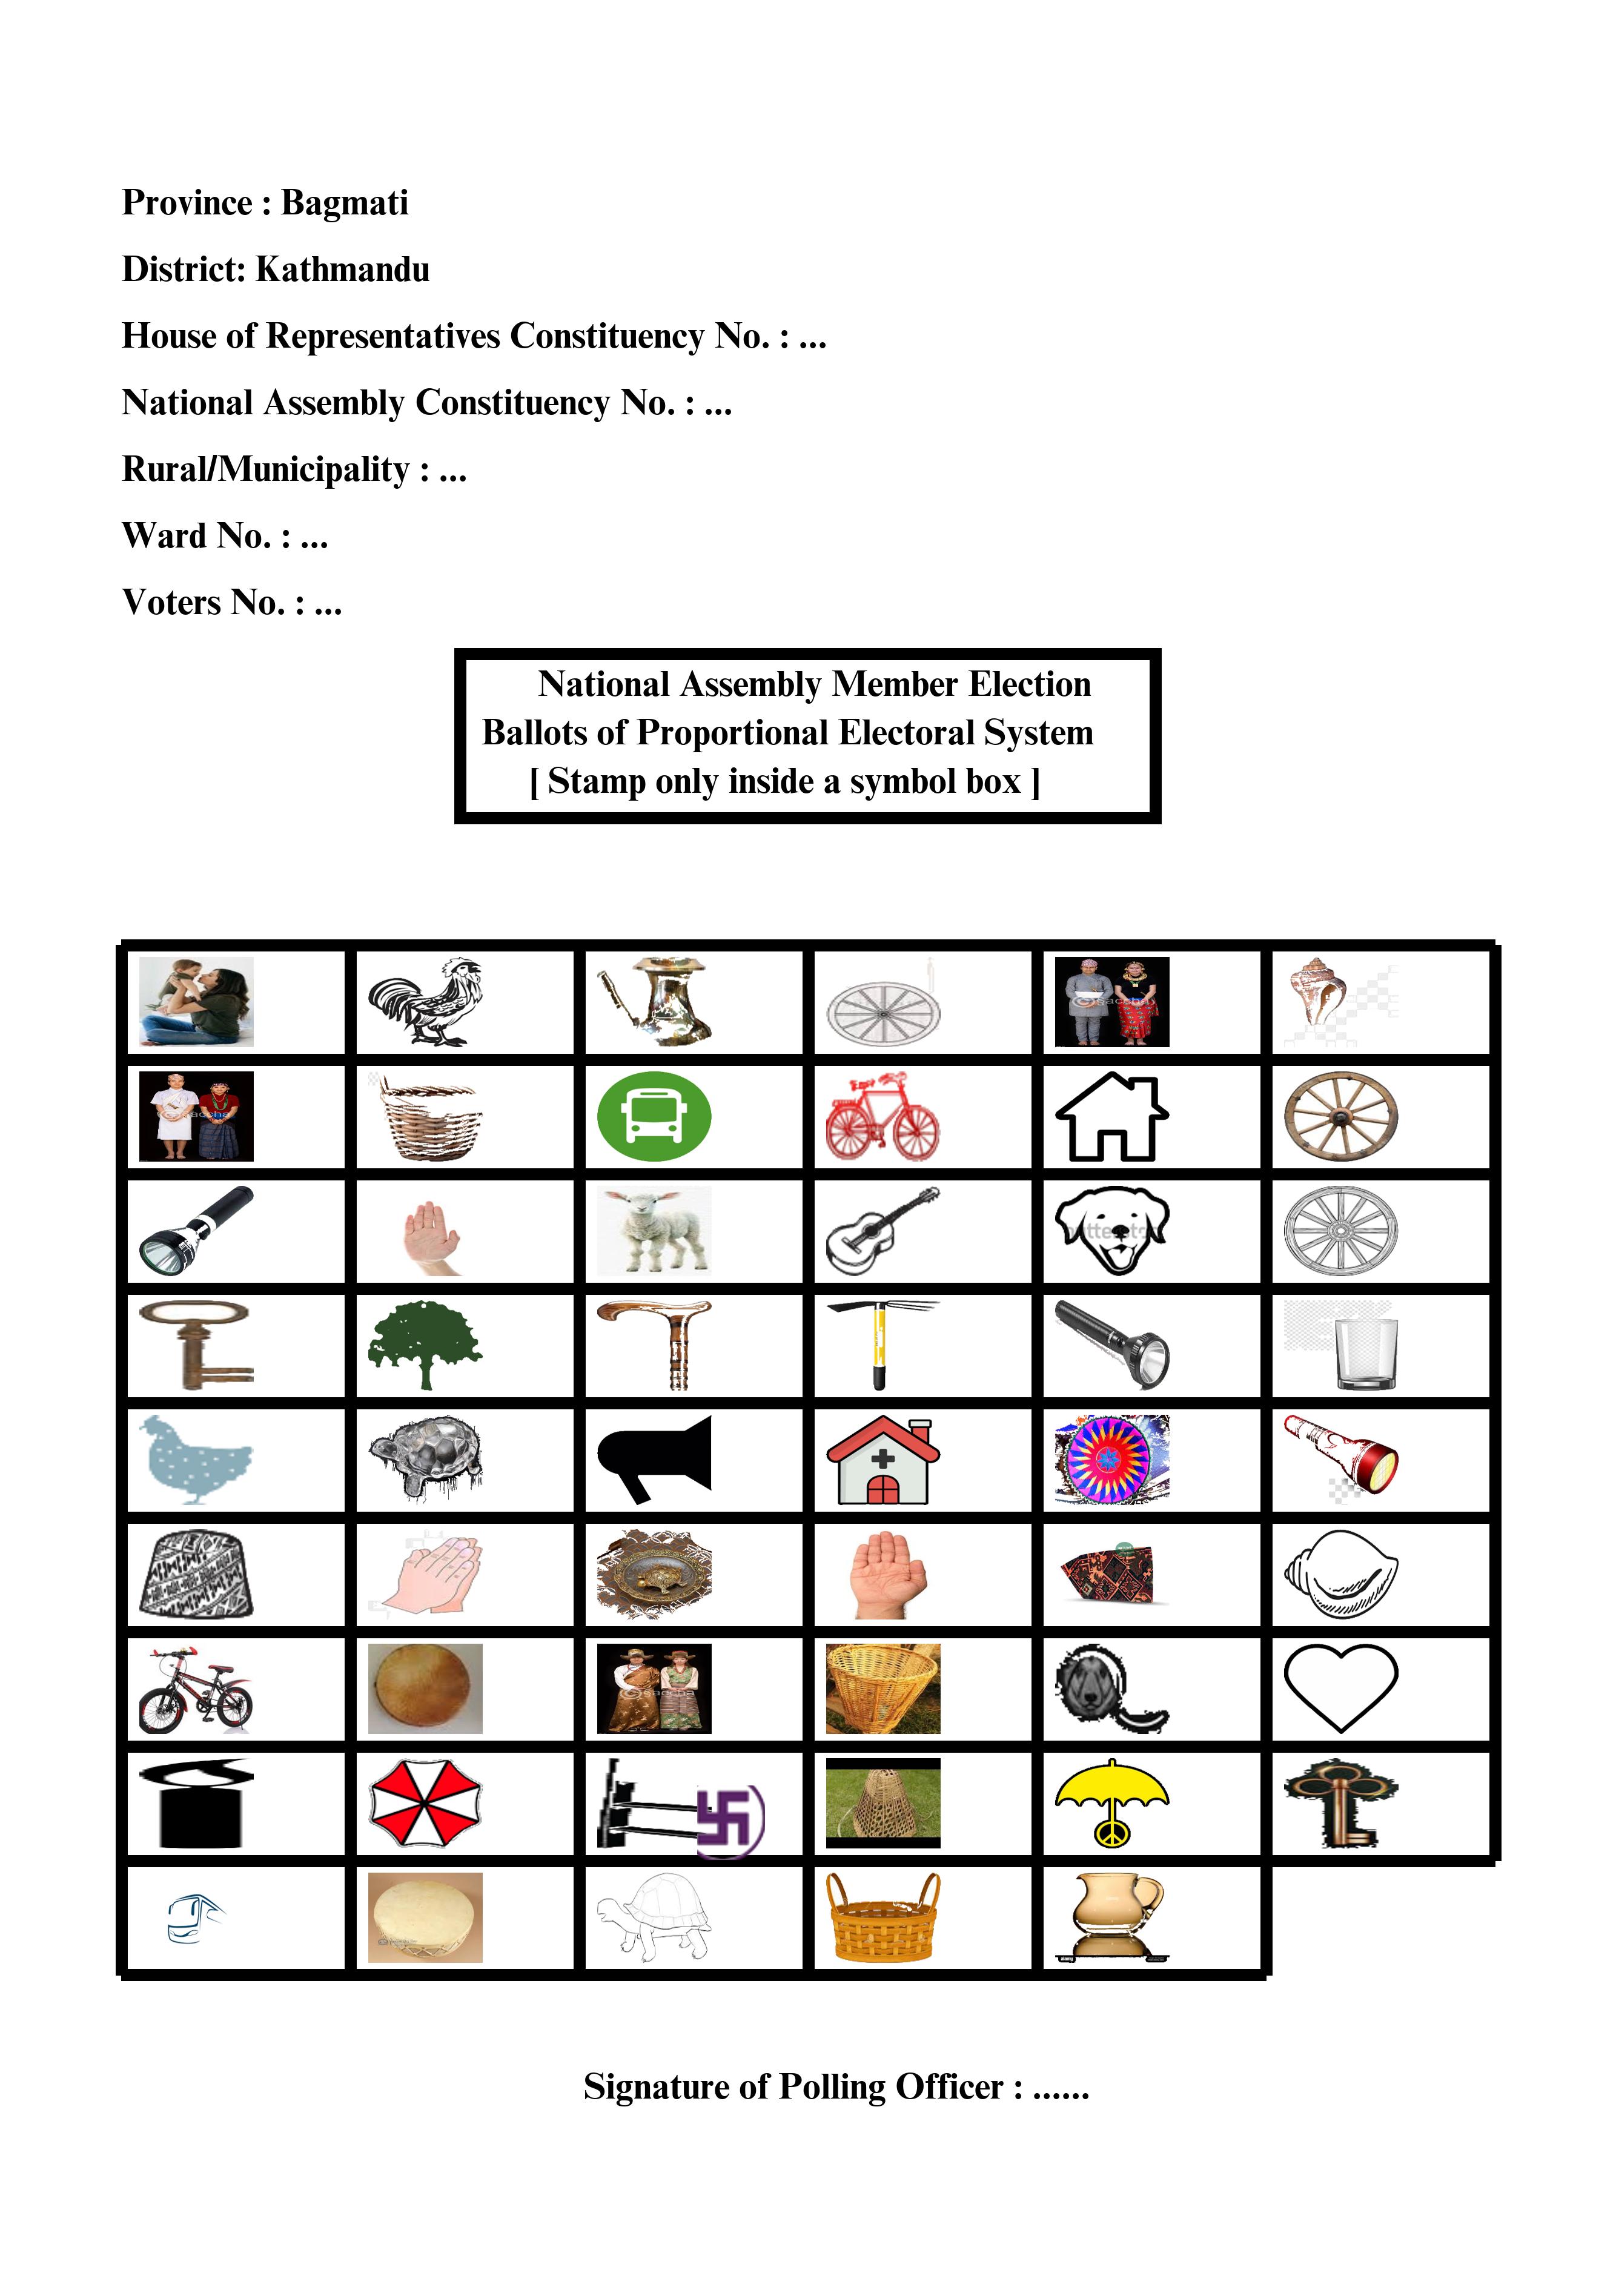 Province : Bagmati
District: Kathmandu
House of Representatives Constituency No. : ...
National Assembly Constituency No. : ...
Rural/Municipality : ...
Ward No. : ...
Voters No. : ...
National Assembly Member Election
Ballots of Proportional Electoral System
[ Stamp only inside a symbol box ]
Signature of Polling Officer : ......